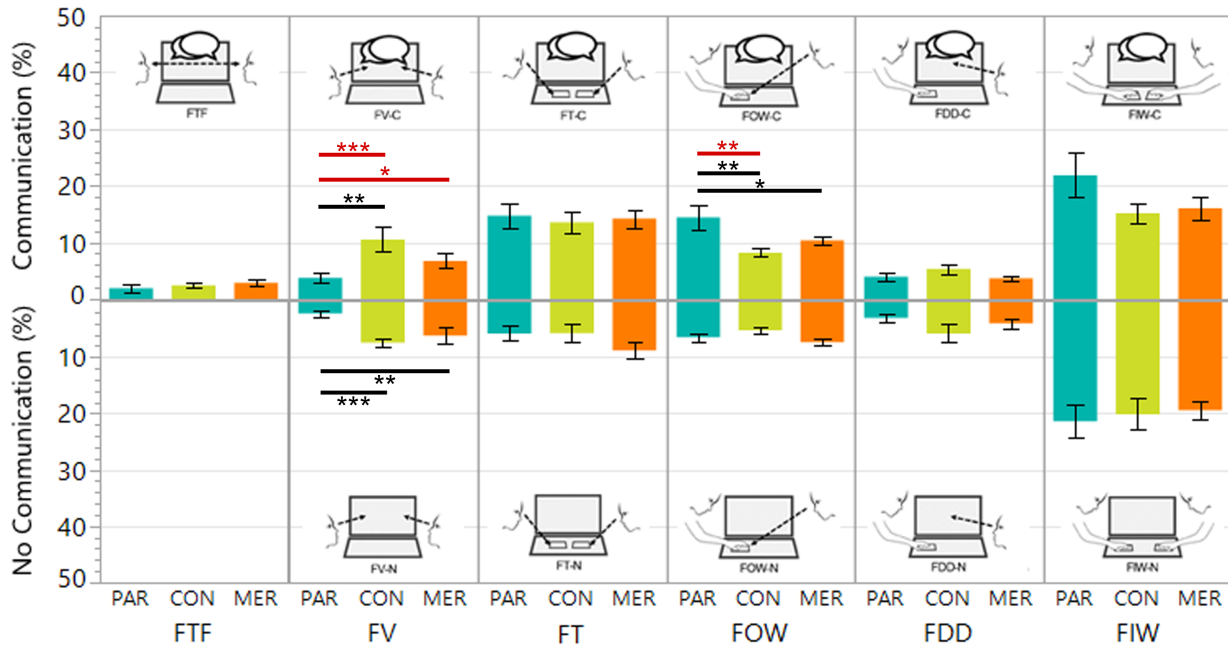 Communication (%)
No Communication (%)
50
40
30
20
10
0
10
20
30
40
50
FTF
FV-C
FT-C
FOW-C
FDD-C
FIW-C
***
*
**
**
**
*
**
***
FV-N
FT-N
FOW-N
FDD-N
FIW-N
PAR CON MER PAR CON MER PAR CON MER PAR CON MER PAR CON MER PAR CON MER
FTF FV FT FOW FDD FIW